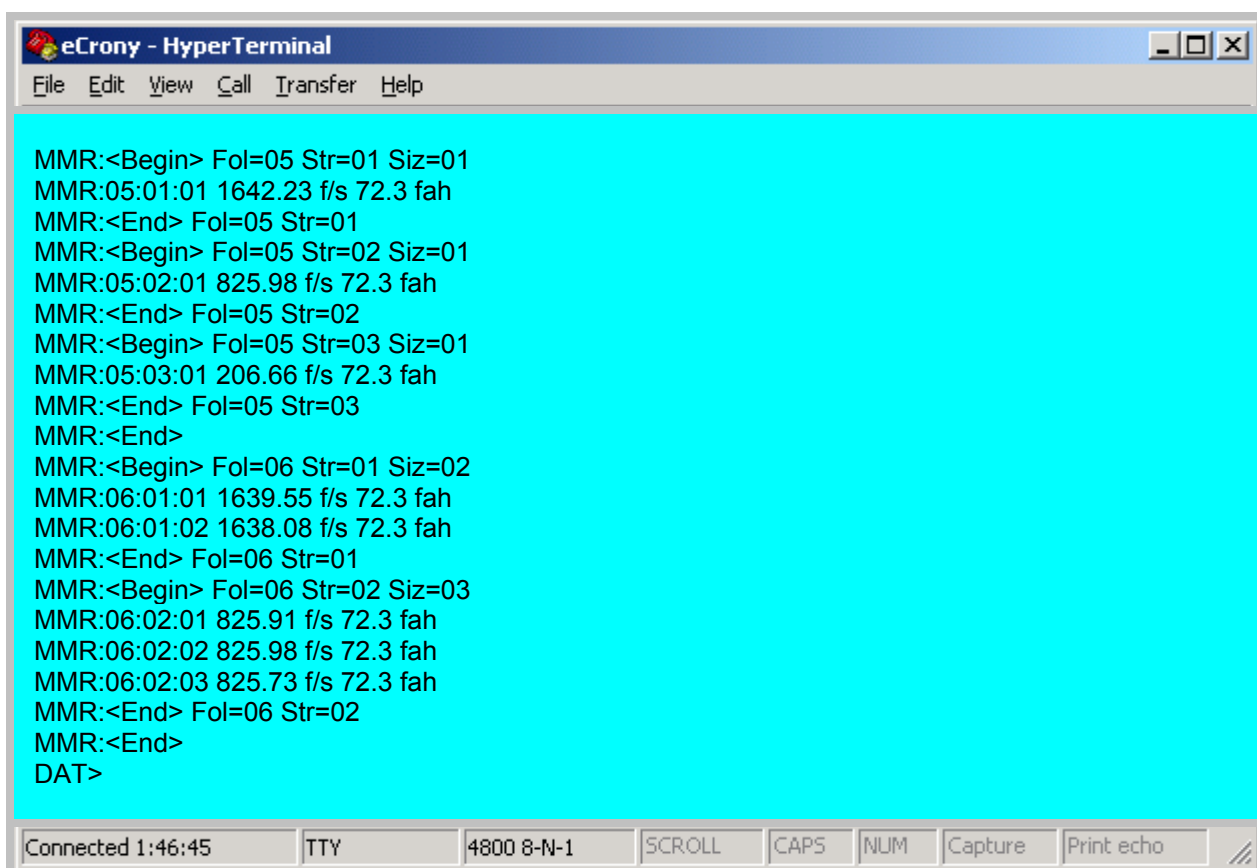 eCrony - HyperTerminal
File Edit View Call Transfer Help
MMR:<Begin> Fol=05 Str=01 Siz=01
MMR:05:01:01 1642.23 f/s 72.3 fah
MMR:<End> Fol=05 Str=01
MMR:<Begin> Fol=05 Str=02 Siz=01
MMR:05:02:01 825.98 f/s 72.3 fah
MMR:<End> Fol=05 Str=02
MMR:<Begin> Fol=05 Str=03 Siz=01
MMR:05:03:01 206.66 f/s 72.3 fah
MMR:<End> Fol=05 Str=03
MMR:<End>
MMR:<Begin> Fol=06 Str=01 Siz=02
MMR:06:01:01 1639.55 f/s 72.3 fah
MMR:06:01:02 1638.08 f/s 72.3 fah
MMR:<End> Fol=06 Str=01
MMR:<Begin> Fol=06 Str=02 Siz=03
MMR:06:02:01 825.91 f/s 72.3 fah
MMR:06:02:02 825.98 f/s 72.3 fah
MMR:06:02:03 825.73 f/s 72.3 fah
MMR:<End> Fol=06 Str=02
MMR:<End>
DAT>
Connected 1:46:45 TTY 4800 8-N-1 SCROLL CAPS NUM Capture Print echo